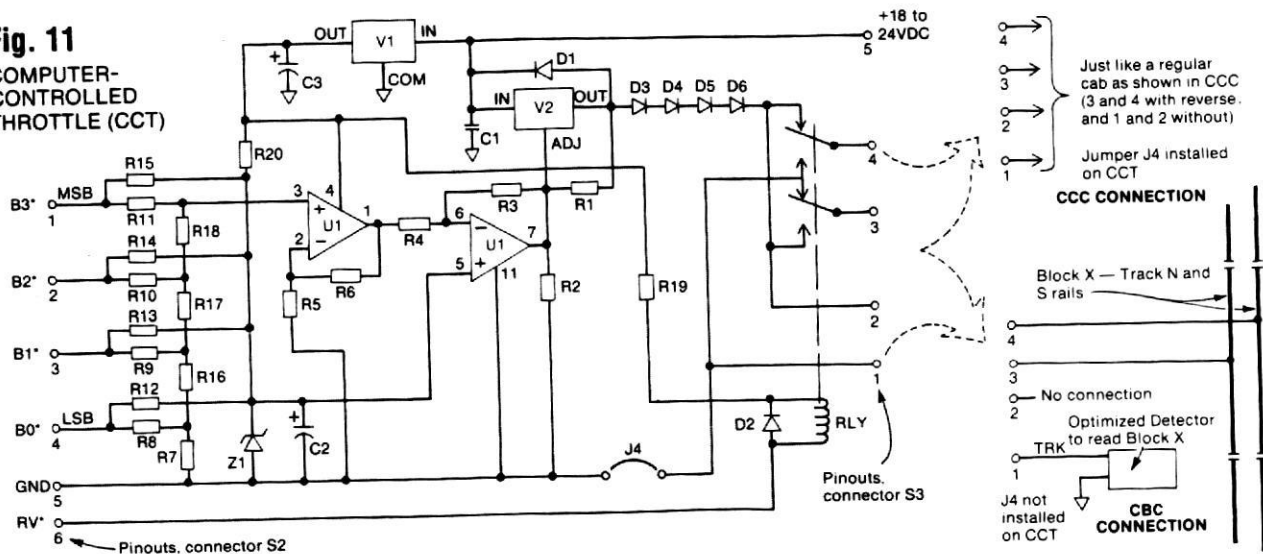 Fig. 11
COMPUTER-
CONTROLLED
THROTTLE (CCT)
OUT
V1
IN
COM
+
C3
D1
IN
V2
OUT
ADJ
C1
D3
D4
D5
D6
+18 to
24VDC
5
4
3
2
1
Just like a regular
cab as shown in CCC
(3 and 4 with reverse.
and 1 and 2 without)
Jumper J4 installed
on CCT
CCC CONNECTION
R20
R15
B3*
MSB
1
R11
R18
R14
B2*
2
R10
R17
R13
B1*
3
R9
R16
R12
B0*
LSB
4
R8
R7
Z1
+
C2
3
+
4
U1
1
2
−
R6
R5
R4
R3
R1
6
−
U1
7
5
+
11
R2
R19
4
3
2
1
D2
RLY
J4
GND
5
RV*
6
Pinouts, connector S2
Pinouts,
connector S3
Block X — Track N and
S rails
4
3
2
No connection
Optimized Detector
to read Block X
TRK
1
J4 not
installed
on CCT
CBC
CONNECTION